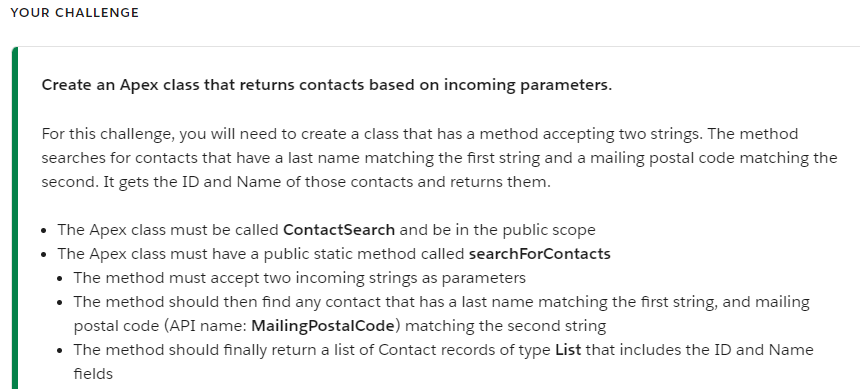 YOUR CHALLENGE
Create an Apex class that returns contacts based on incoming parameters.
For this challenge, you will need to create a class that has a method accepting two strings. The method
searches for contacts that have a last name matching the first string and a mailing postal code matching the
second. It gets the ID and Name of those contacts and returns them.
• The Apex class must be called ContactSearch and be in the public scope
• The Apex class must have a public static method called searchForContacts
• The method must accept two incoming strings as parameters
• The method should then find any contact that has a last name matching the first string, and mailing
postal code (API name: MailingPostalCode) matching the second string
• The method should finally return a list of Contact records of type List that includes the ID and Name
fields